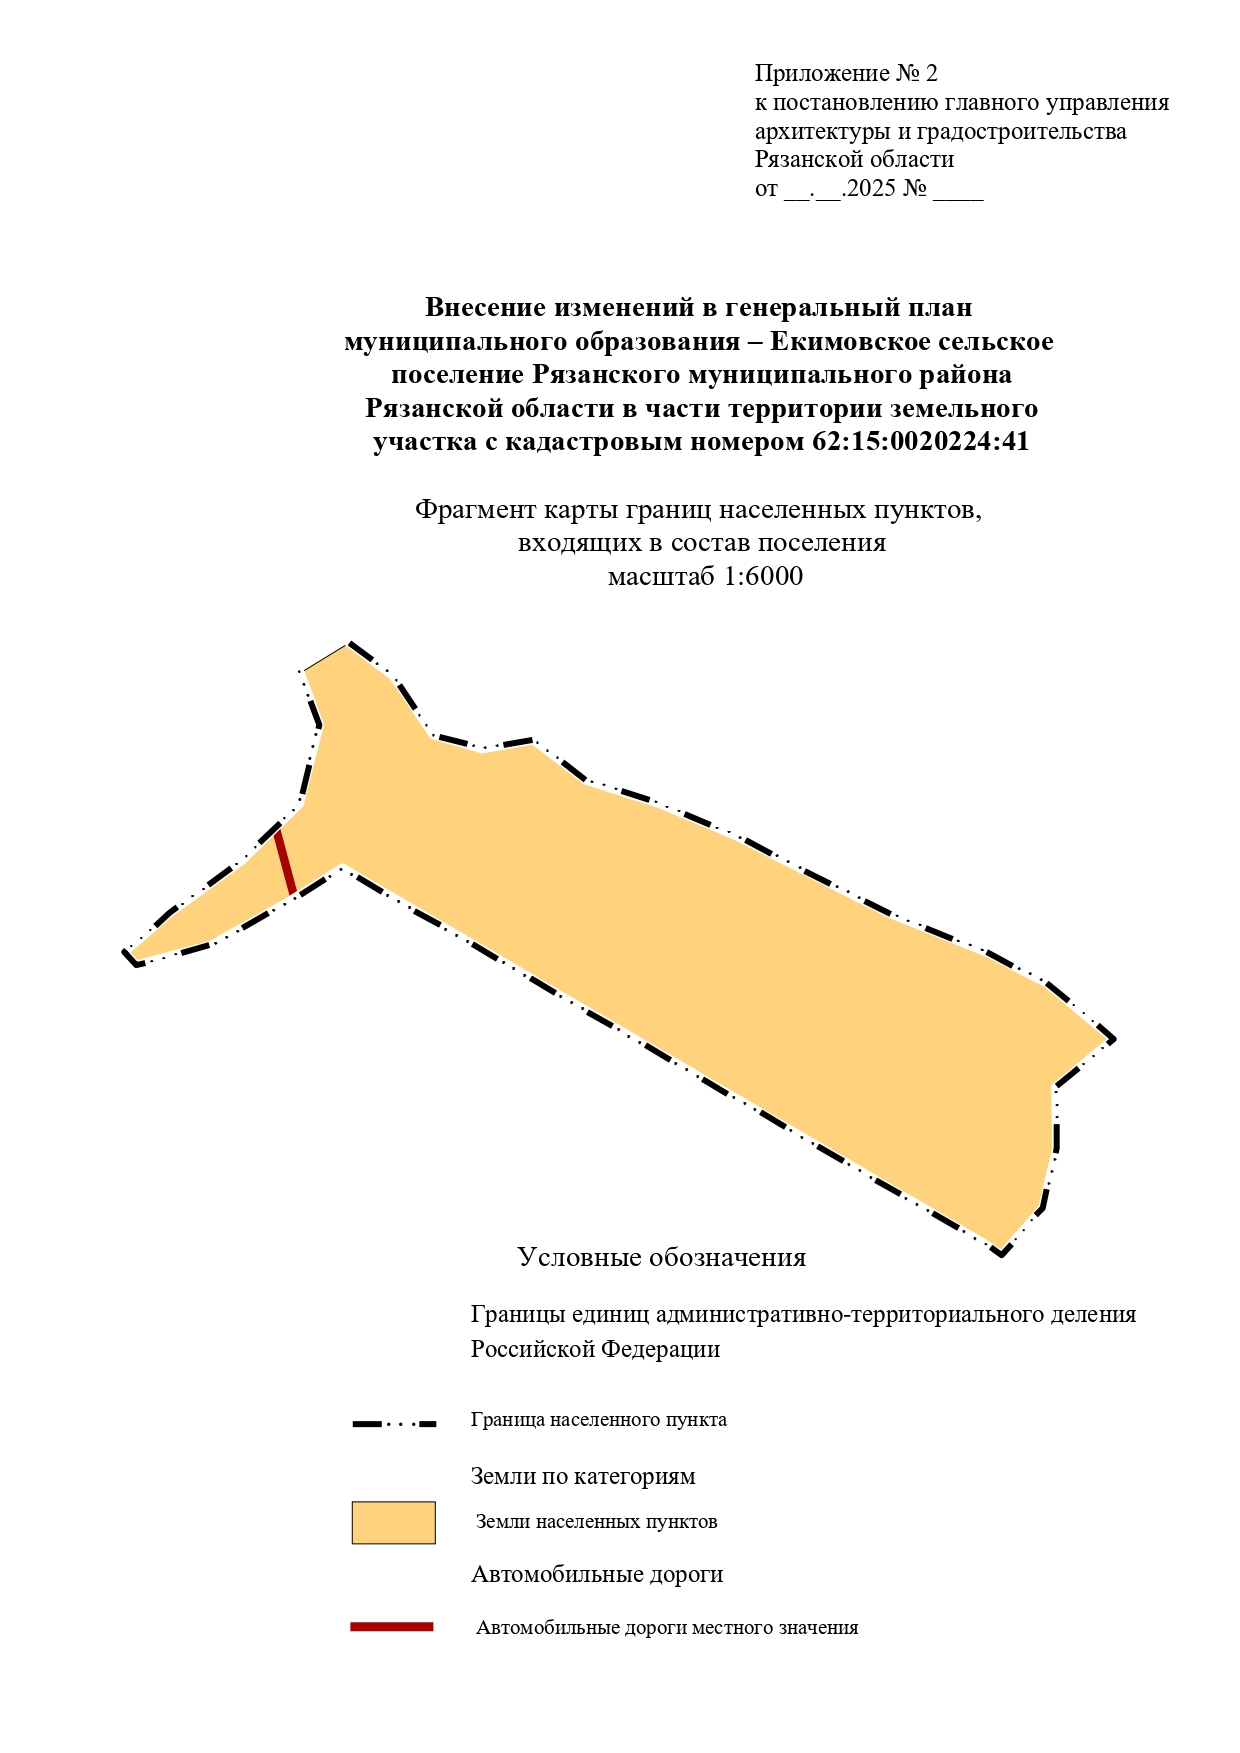 Приложение № 2
к постановлению главного управления
архитектуры и градостроительства
Рязанской области
от __.__.2025 № ____
Внесение изменений в генеральный план
муниципального образования – Екимовское сельское
поселение Рязанского муниципального района
Рязанской области в части территории земельного
участка с кадастровым номером 62:15:0020224:41
Фрагмент карты границ населенных пунктов,
входящих в состав поселения
масштаб 1:6000
Условные обозначения
Границы единиц административно-территориального деления
Российской Федерации
Граница населенного пункта
Земли по категориям
Земли населенных пунктов
Автомобильные дороги
Автомобильные дороги местного значения